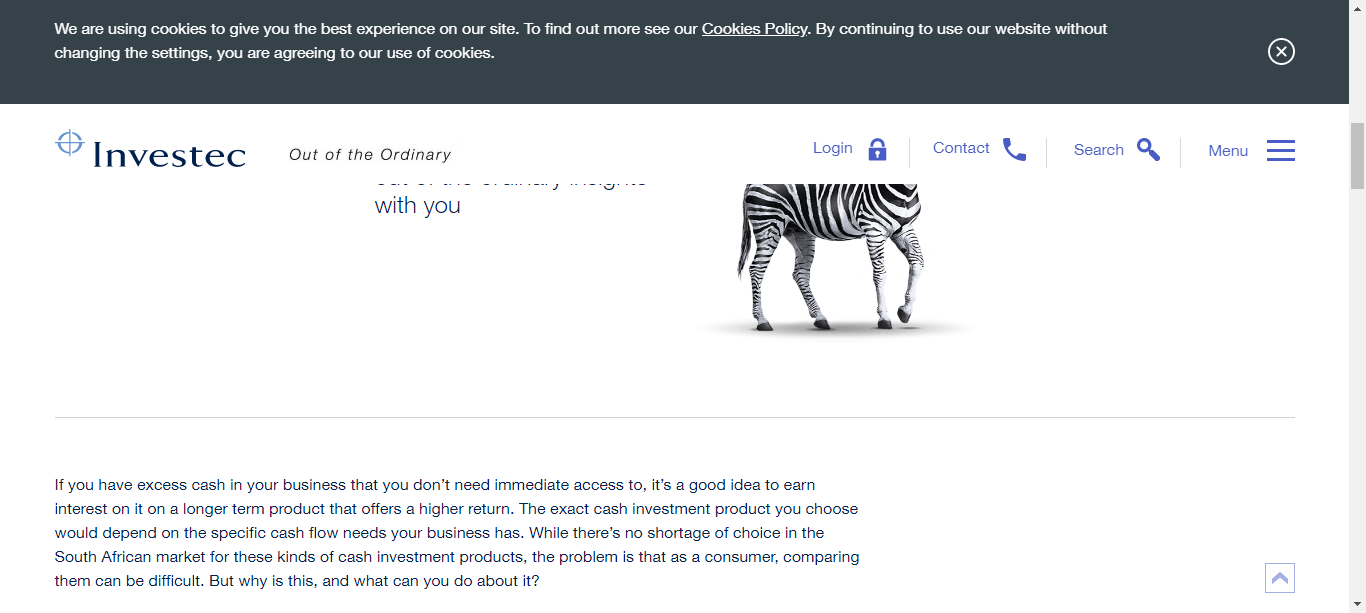 We are using cookies to give you the best experience on our site. To find out more see our Cookies Policy. By continuing to use our website without
changing the settings, you are agreeing to our use of cookies.
Investec
Out of the Ordinary
Login
Contact
Search
Menu
out of the ordinary insights
with you
If you have excess cash in your business that you don’t need immediate access to, it’s a good idea to earn
interest on it on a longer term product that offers a higher return. The exact cash investment product you choose
would depend on the specific cash flow needs your business has. While there’s no shortage of choice in the
South African market for these kinds of cash investment products, the problem is that as a consumer, comparing
them can be difficult. But why is this, and what can you do about it?